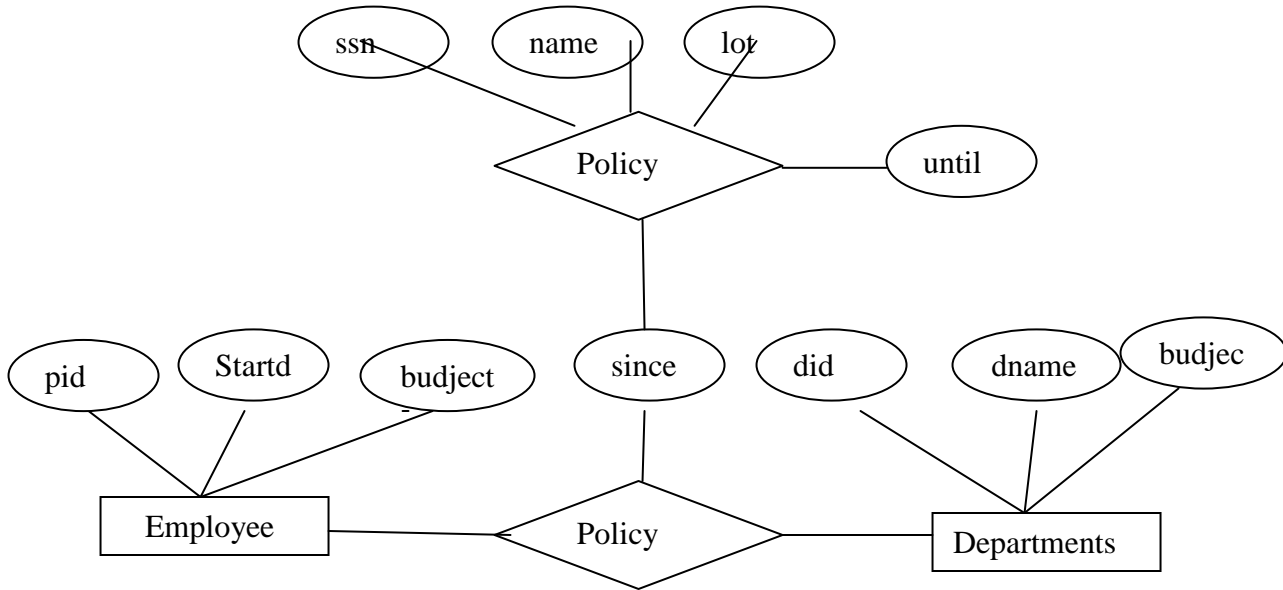 ssn
name
lot
Policy
until
pid
Startd
budject
since
did
dname
budjec
Employee
Policy
Departments